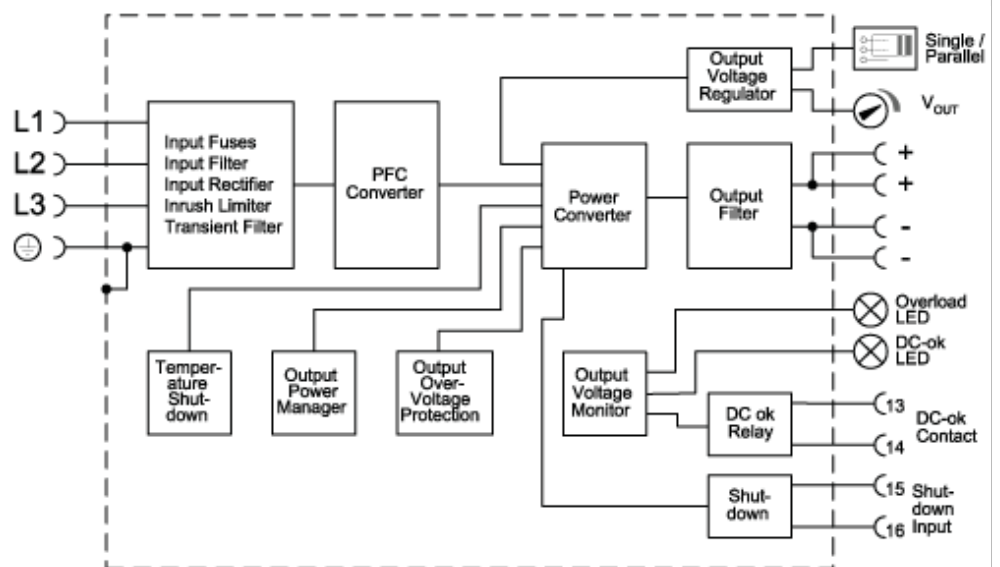 Output
Voltage
Regulator
Single /
Parallel
VOUT
L1
L2
L3
Input Fuses
Input Filter
Input Rectifier
Inrush Limiter
Transient Filter
PFC
Converter
Power
Converter
Output
Filter
+
+
-
-
Temper-
ature
Shut-
down
Output
Power
Manager
Output
Over-
Voltage
Protection
Output
Voltage
Monitor
Overload
LED
DC-ok
LED
DC ok
Relay
13
14
DC-ok
Contact
Shut-
down
15
16
Shut-
down
Input